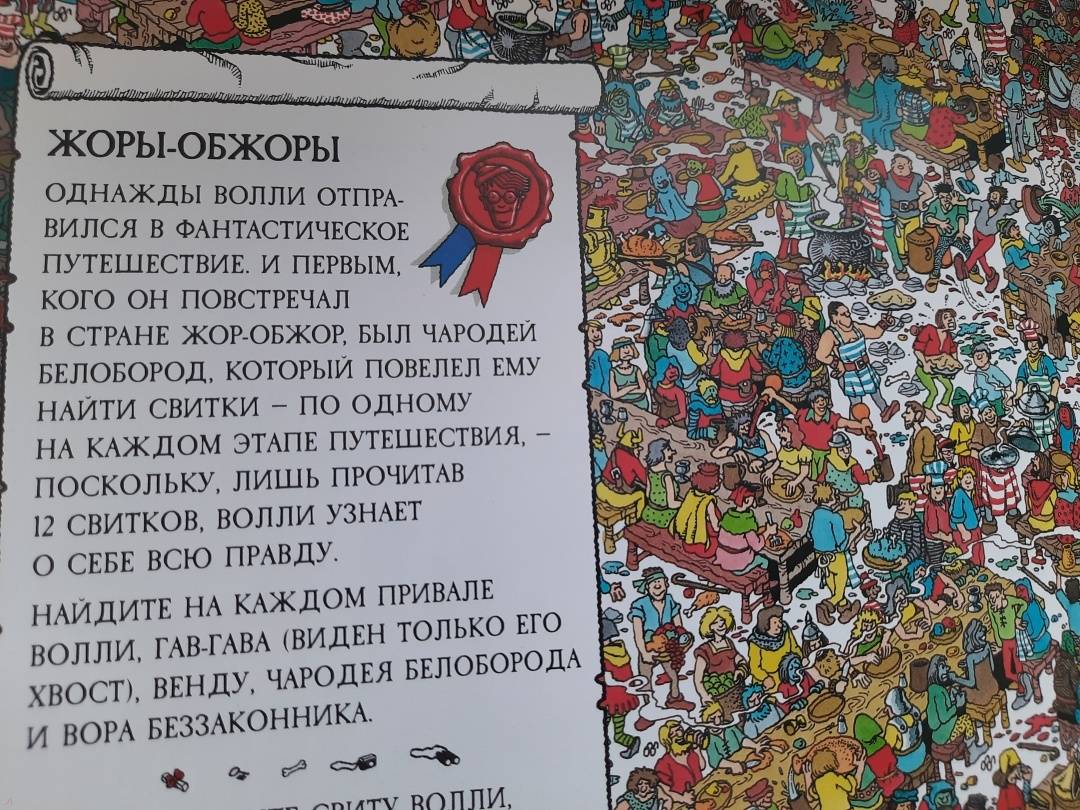 ЖОРЫ-ОБЖОРЫ
ОДНАЖДЫ ВОЛЛИ ОТПРА-
ВИЛСЯ В ФАНТАСТИЧЕСКОЕ
ПУТЕШЕСТВИЕ. И ПЕРВЫМ,
КОГО ОН ПОВСТРЕЧАЛ
В СТРАНЕ ЖОР-ОБЖОР, БЫЛ ЧАРОДЕЙ
БЕЛОБОРОД, КОТОРЫЙ ПОВЕЛЕЛ ЕМУ
НАЙТИ СВИТКИ – ПО ОДНОМУ
НА КАЖДОМ ЭТАПЕ ПУТЕШЕСТВИЯ, –
ПОСКОЛЬКУ, ЛИШЬ ПРОЧИТАВ
12 СВИТКОВ, ВОЛЛИ УЗНАЕТ
О СЕБЕ ВСЮ ПРАВДУ.
НАЙДИТЕ НА КАЖДОМ ПРИВАЛЕ
ВОЛЛИ, ГАВ-ГАВА (ВИДЕН ТОЛЬКО ЕГО
ХВОСТ), ВЕНДУ, ЧАРОДЕЯ БЕЛОБОРОДА
И ВОРА БЕЗЗАКОННИКА.
ВОЛЛИ,